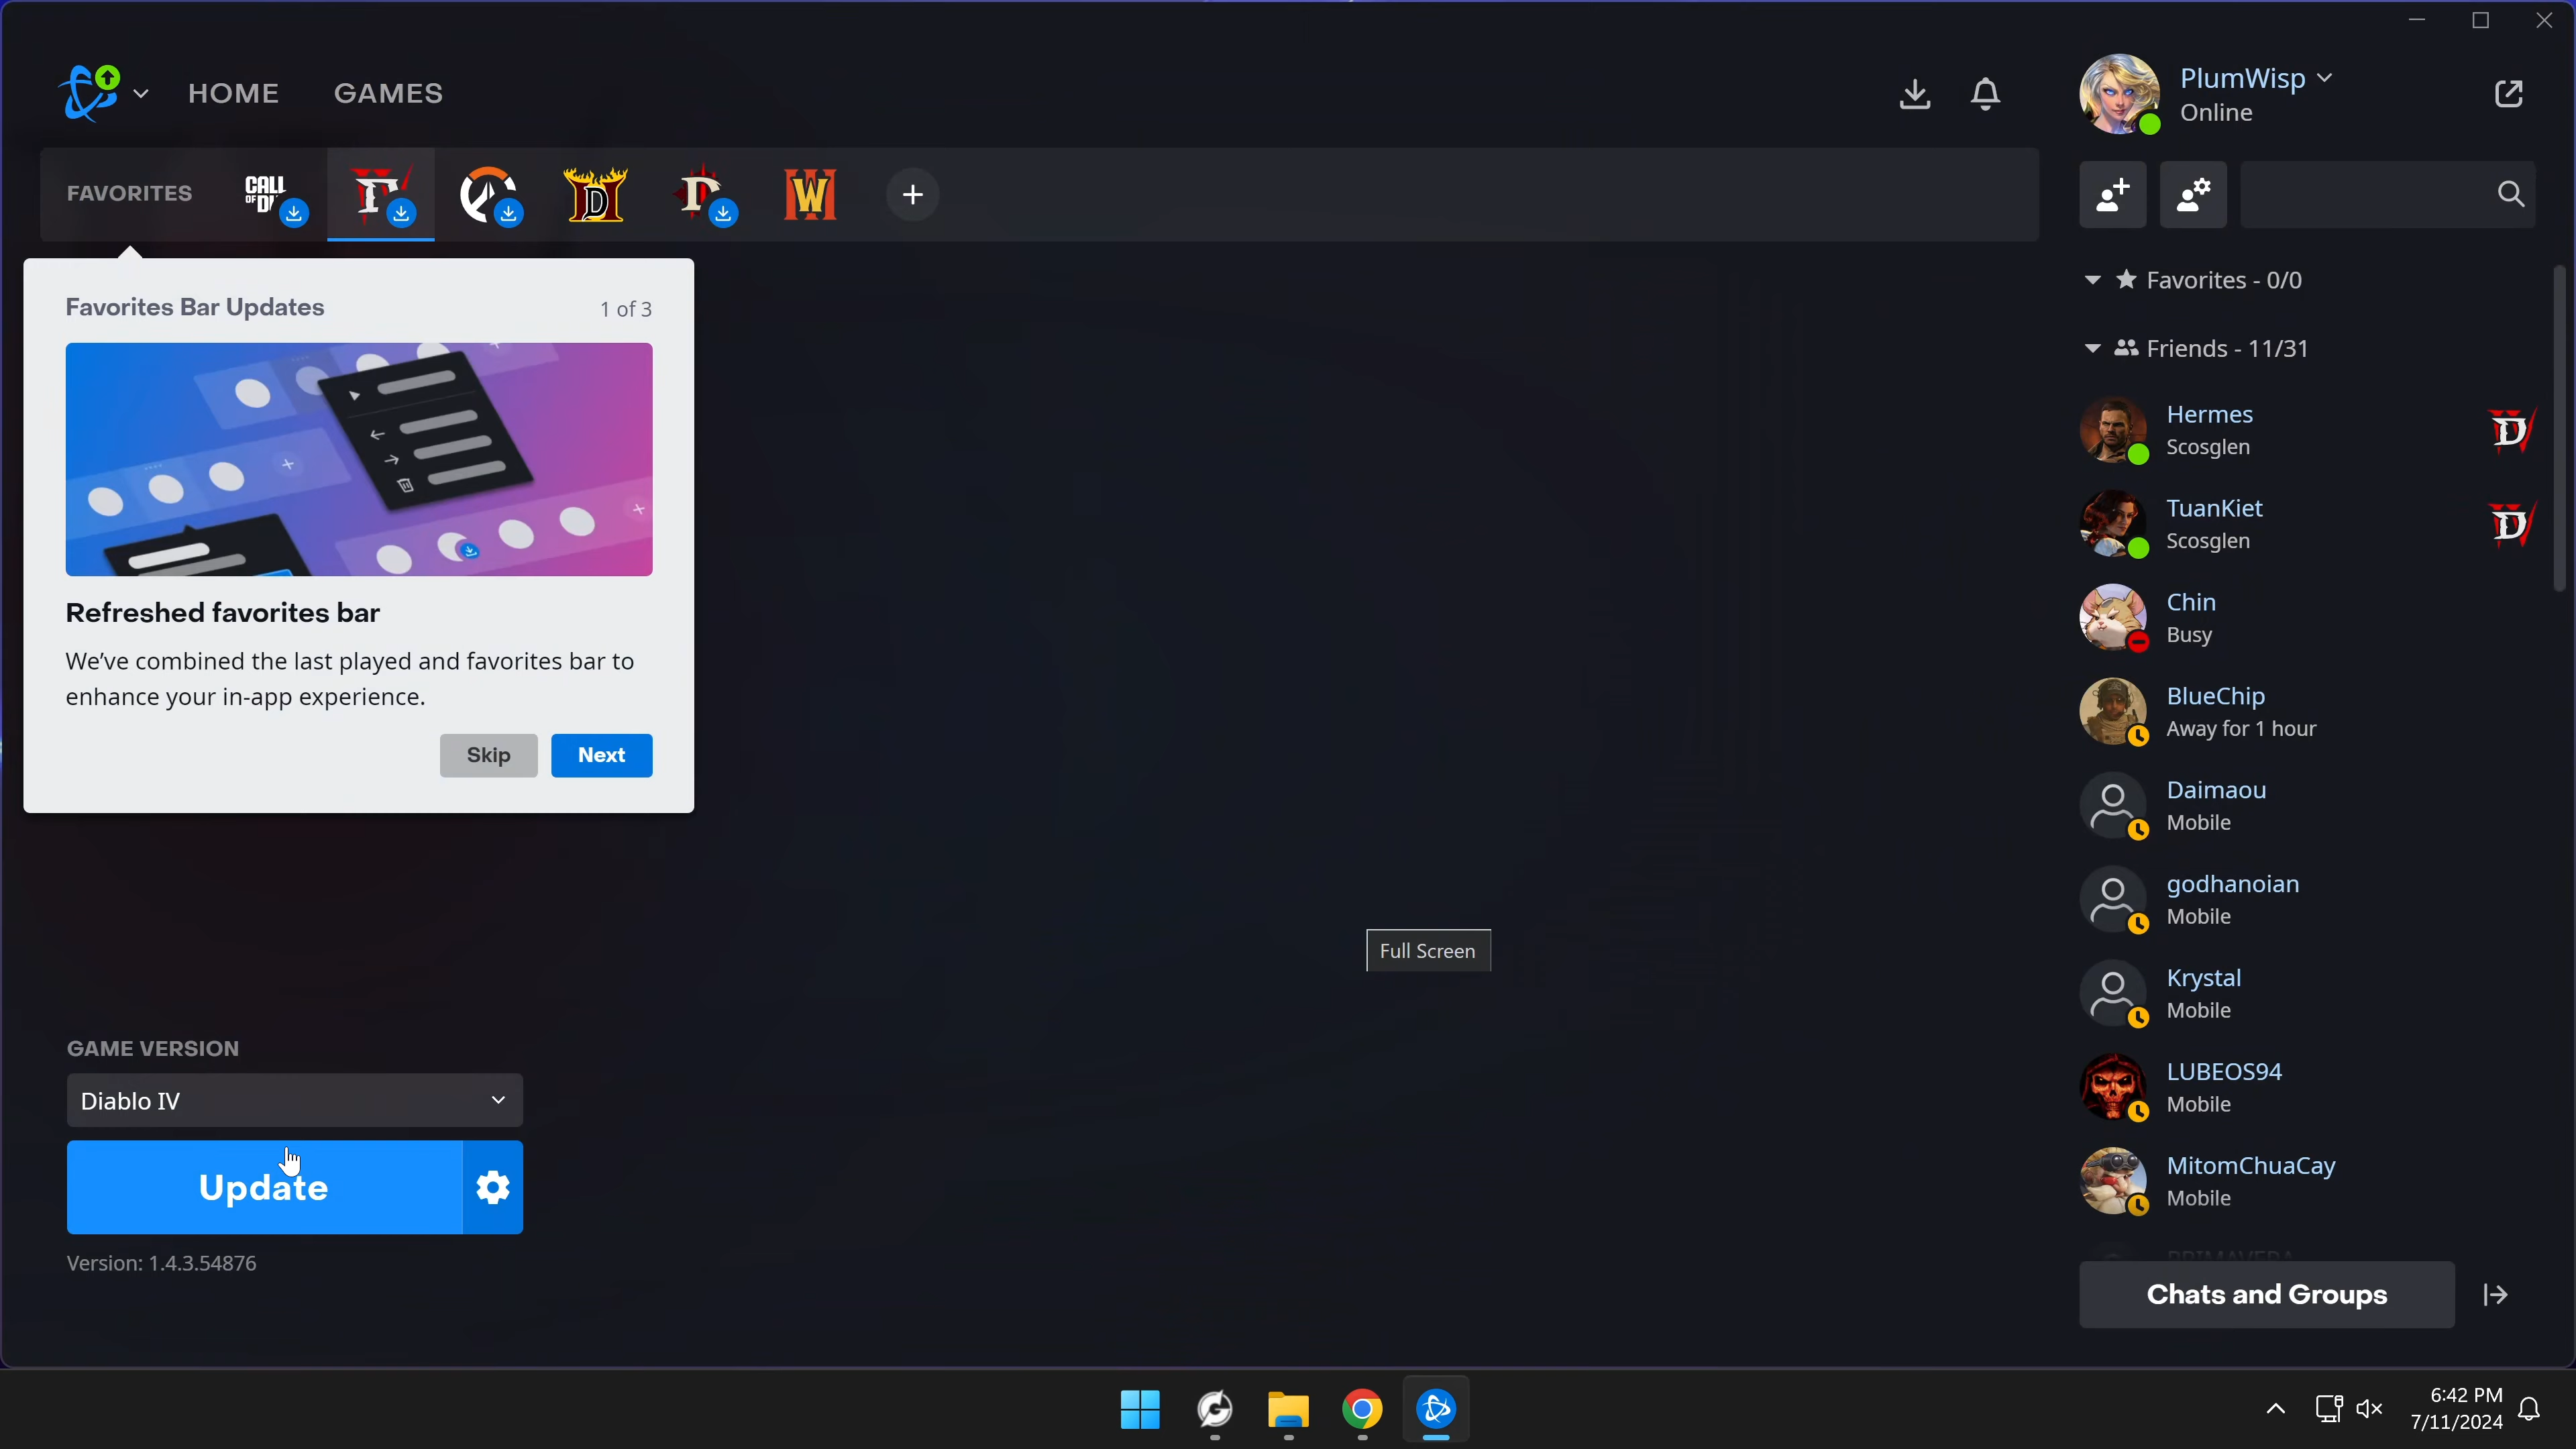 HOME
GAMES
PlumWisp
Online
FAVORITES
CALL
OF DU
Favorites Bar Updates
1 of 3
Refreshed favorites bar
We've combined the last played and favorites bar to
enhance your in-app experience.
Skip
Next
Full Screen
GAME VERSION
Diablo IV
Update
Version: 1.4.3.54876
Favorites - 0/0
Friends - 11/31
Hermes
Scosglen
TuanKiet
Scosglen
Chin
Busy
BlueChip
Away for 1 hour
Daimaou
Mobile
godhanoian
Mobile
Krystal
Mobile
LUBEOS94
Mobile
MitomChuaCay
Mobile
Chats and Groups
6:42 PM
7/11/2024